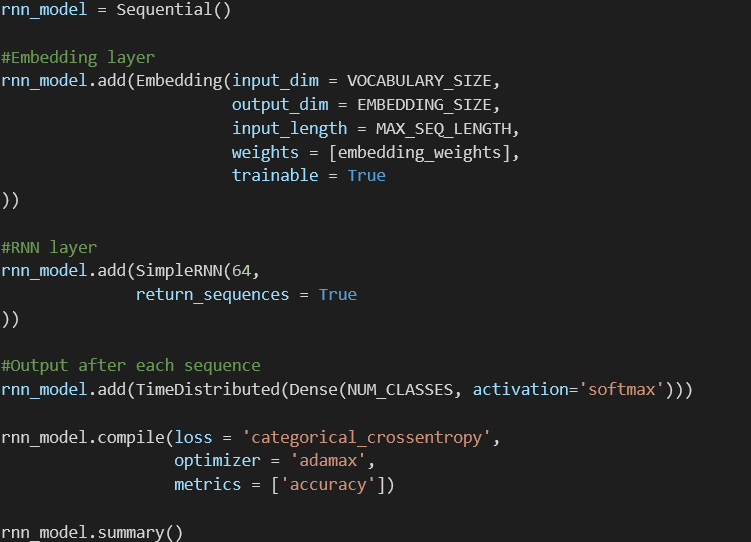 rnn_model = Sequential()
#Embedding layer
rnn_model.add(Embedding(input_dim = VOCABULARY_SIZE,
output_dim = EMBEDDING_SIZE,
input_length = MAX_SEQ_LENGTH,
weights = [embedding_weights],
trainable = True
))
#RNN layer
rnn_model.add(SimpleRNN(64,
return_sequences = True
))
#Output after each sequence
rnn_model.add(TimeDistributed(Dense(NUM_CLASSES, activation='softmax')))
rnn_model.compile(loss = 'categorical_crossentropy',
optimizer = 'adamax',
metrics = ['accuracy'])
rnn_model.summary()